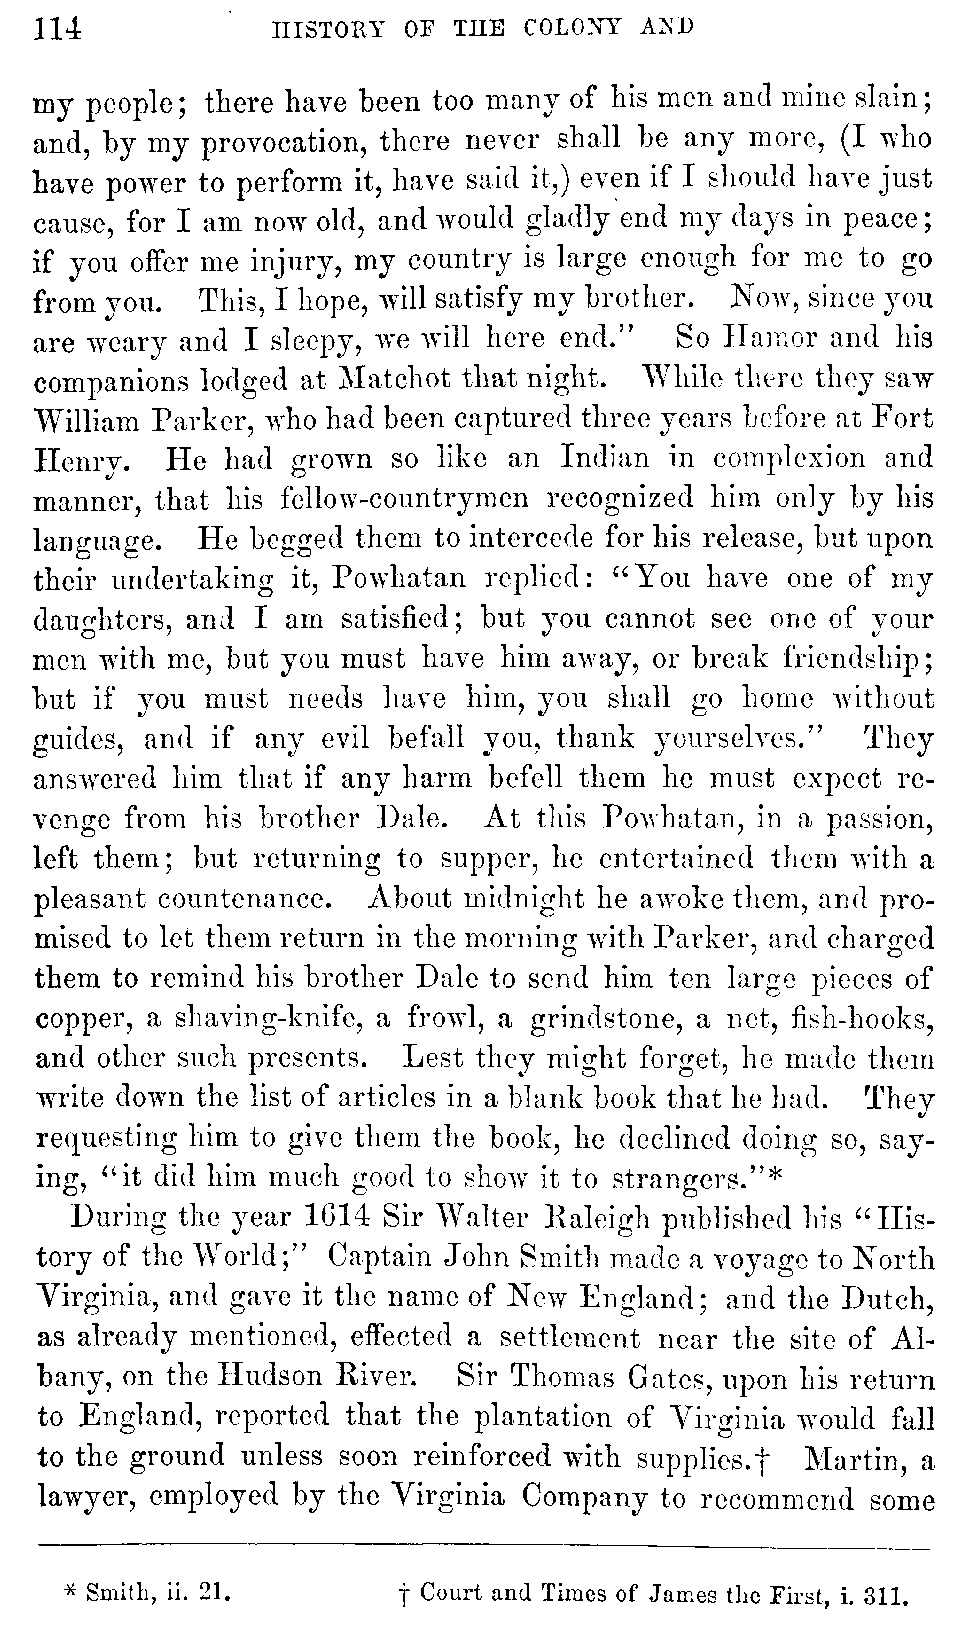 114 HISTORY OF THE COLONY AND
my people; there have been too many of his men and mine slain;
and, by my provocation, there never shall be any more, (I who
have power to perform it, have said it,) even if I should have just
cause, for I am now old, and would gladly end my days in peace;
if you offer me injury, my country is large enough for me to go
from you. This, I hope, will satisfy my brother. Now, since you
are weary and I sleepy, we will here end." So Hamor and his
companions lodged at Matchot that night. While there they saw
William Parker, who had been captured three years before at Fort
Henry. He had grown so like an Indian in complexion and
manner, that his fellow-countrymen recognized him only by his
language. He begged them to intercede for his release, but upon
their undertaking it, Powhatan replied: "You have one of my
daughters, and I am satisfied; but you cannot see one of your
men with me, but you must have him away, or break friendship;
but if you must needs have him, you shall go home without
guides, and if any evil befall you, thank yourselves." They
answered him that if any harm befell them he must expect re-
venge from his brother Dale. At this Powhatan, in a passion,
left them; but returning to supper, he entertained them with a
pleasant countenance. About midnight he awoke them, and pro-
mised to let them return in the morning with Parker, and charged
them to remind his brother Dale to send him ten large pieces of
copper, a shaving-knife, a frowl, a grindstone, a net, fish-hooks,
and other such presents. Lest they might forget, he made them
write down the list of articles in a blank book that he had. They
requesting him to give them the book, he declined doing so, say-
ing, "it did him much good to show it to strangers."*
During the year 1614 Sir Walter Raleigh published his "His-
tory of the World;" Captain John Smith made a voyage to North
Virginia, and gave it the name of New England; and the Dutch,
as already mentioned, effected a settlement near the site of Al-
bany, on the Hudson River. Sir Thomas Gates, upon his return
to England, reported that the plantation of Virginia would fall
to the ground unless soon reinforced with supplies.† Martin, a
lawyer, employed by the Virginia Company to recommend some
* Smith, ii. 21. † Court and Times of James the First, i. 311.